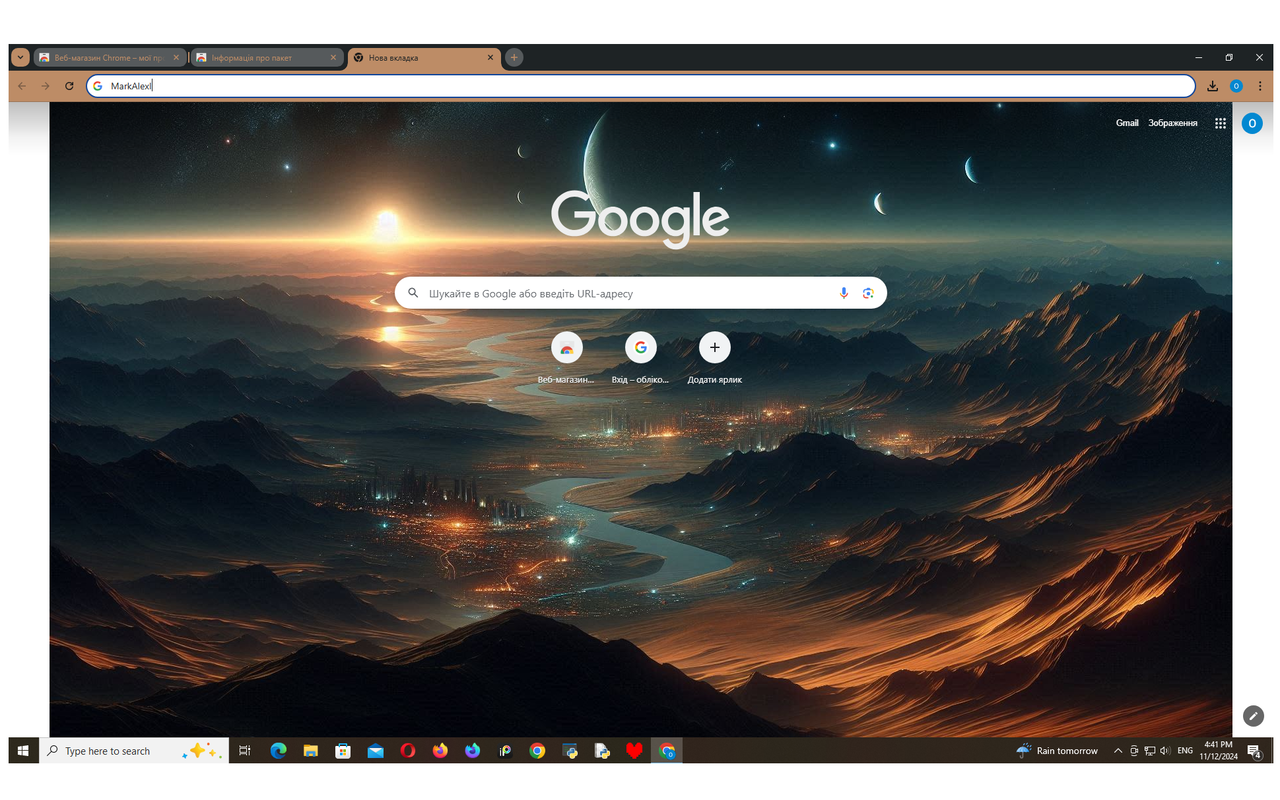 Веб-магазин Chrome – мої пр
Інформація про пакет
Нова вкладка
MarkAlexI
Gmail
Зображення
O
Google
Шукайте в Google або введіть URL-адресу
Веб-магазин...
Вхід – обліко...
Додати ярлик
Type here to search
Rain tomorrow
ENG
4:41 PM
11/12/2024
4